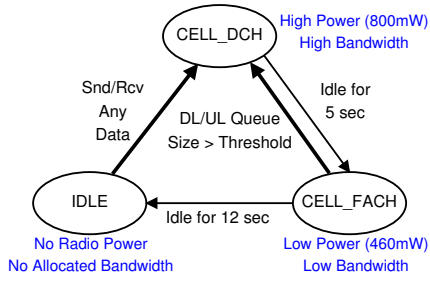 CELL_DCH
High Power (800mW)
High Bandwidth
Snd/Rcv
Any
Data
DL/UL Queue
Size > Threshold
Idle for
5 sec
IDLE
Idle for 12 sec
CELL_FACH
No Radio Power
No Allocated Bandwidth
Low Power (460mW)
Low Bandwidth